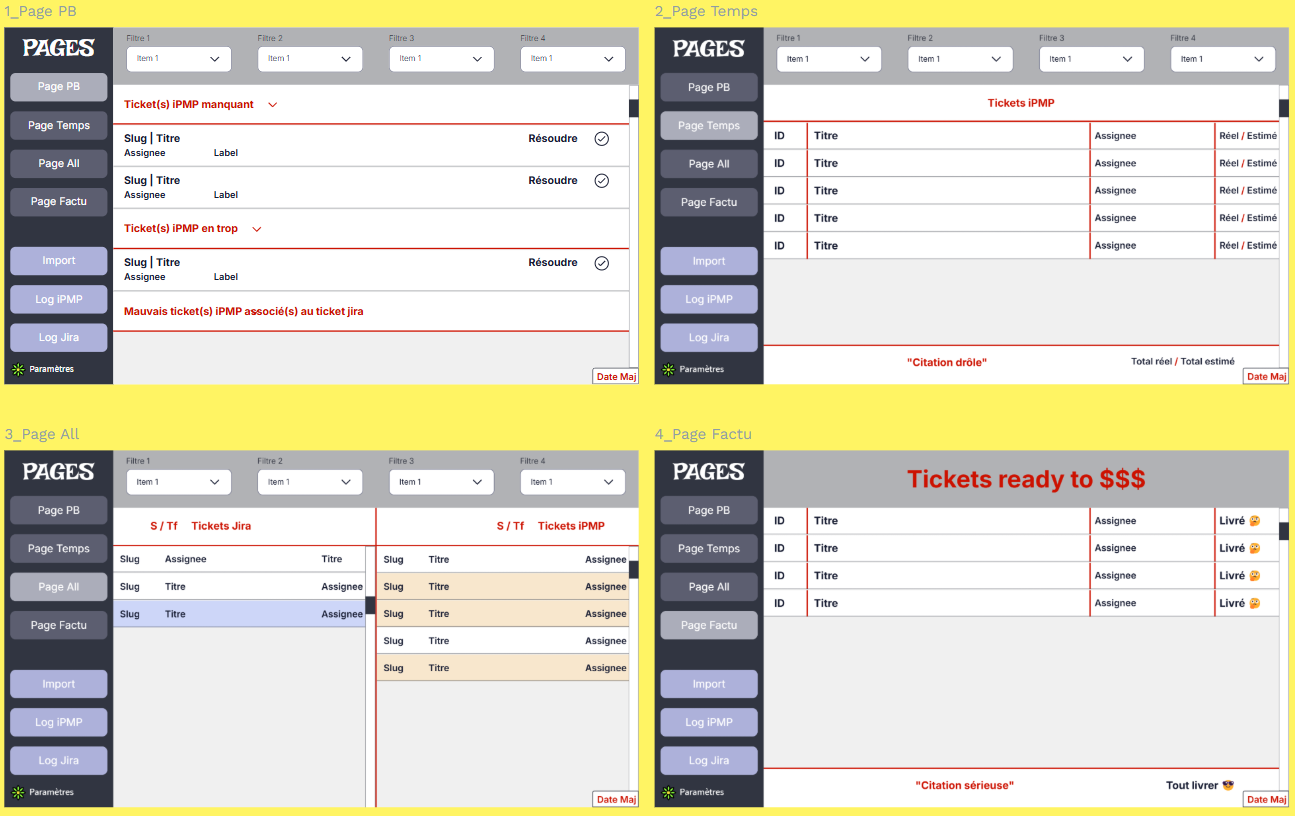 1_Page PB
PAGES
Page PB
Page Temps
Page All
Page Factu
Import
Log iPMP
Log Jira
Paramètres
Filtre 1
Item 1
Filtre 2
Item 1
Filtre 3
Item 1
Filtre 4
Item 1
Ticket(s) iPMP manquant
Slug | Titre
Assignee Label
Résoudre
Slug | Titre
Assignee Label
Résoudre
Ticket(s) iPMP en trop
Slug | Titre
Assignee Label
Résoudre
Mauvais ticket(s) iPMP associé(s) au ticket jira
Date Maj
2_Page Temps
PAGES
Page PB
Page Temps
Page All
Page Factu
Import
Log iPMP
Log Jira
Paramètres
Filtre 1
Item 1
Filtre 2
Item 1
Filtre 3
Item 1
Filtre 4
Item 1
Tickets iPMP
ID Titre Assignee Réel / Estimé
ID Titre Assignee Réel / Estimé
ID Titre Assignee Réel / Estimé
ID Titre Assignee Réel / Estimé
ID Titre Assignee Réel / Estimé
"Citation drôle" Total réel / Total estimé
Date Maj
3_Page All
PAGES
Page PB
Page Temps
Page All
Page Factu
Import
Log iPMP
Log Jira
Paramètres
Filtre 1
Item 1
Filtre 2
Item 1
Filtre 3
Item 1
Filtre 4
Item 1
S / Tf Tickets Jira
Slug Assignee Titre
Slug Titre Assignee
Slug Titre Assignee
S / Tf Tickets iPMP
Slug Titre Assignee
Slug Titre Assignee
Slug Titre Assignee
Slug Titre Assignee
Slug Titre Assignee
Date Maj
4_Page Factu
PAGES
Page PB
Page Temps
Page All
Page Factu
Import
Log iPMP
Log Jira
Paramètres
Tickets ready to $$$
ID Titre Assignee Livré 🤔
ID Titre Assignee Livré 🤔
ID Titre Assignee Livré 🤔
ID Titre Assignee Livré 🤔
"Citation sérieuse" Tout livrer 😎
Date Maj